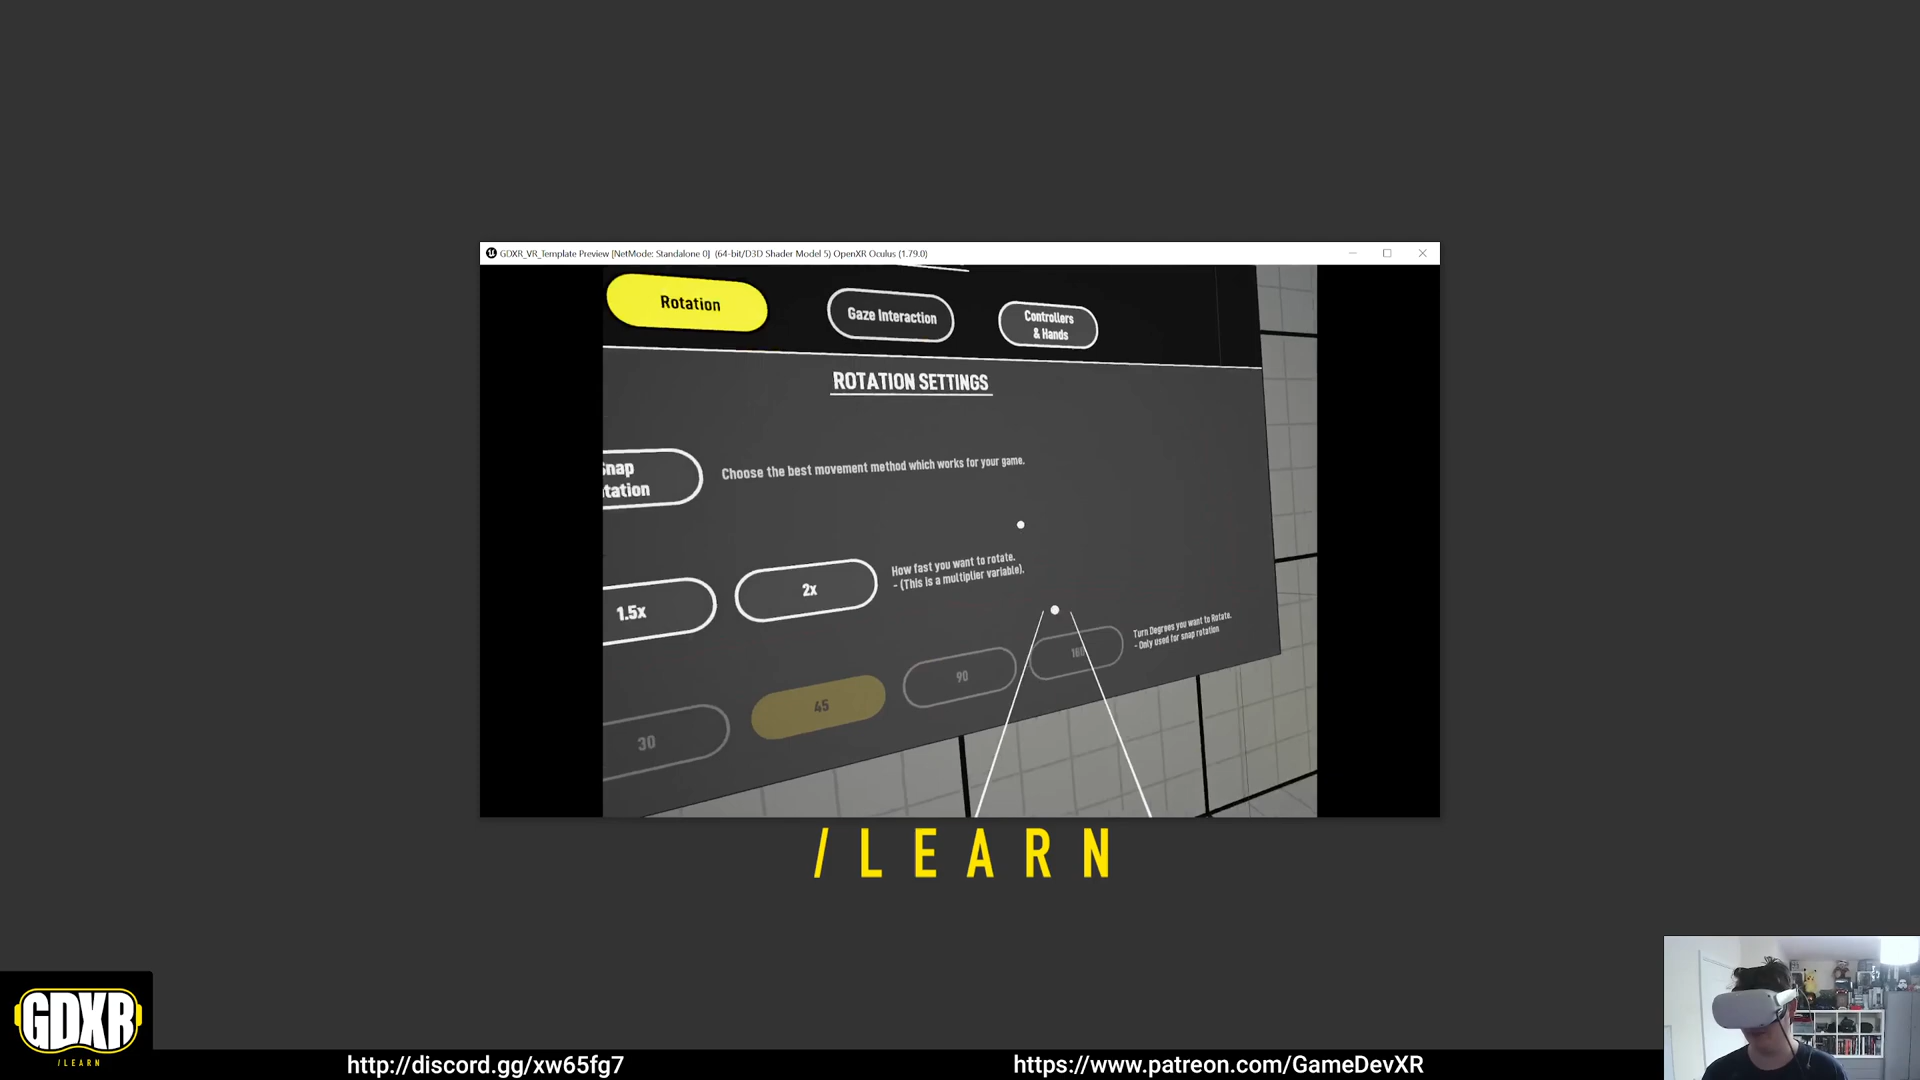 GDXR_VR_Template Preview [NetMode: Standalone 0] (64-bit/D3D Shader Model 5) OpenXR Oculus (1.79.0)
Rotation
Gaze Interaction
Controllers
& Hands
ROTATION SETTINGS
Snap
tation
Choose the best movement method which works for your game.
1.5x
2x
How fast you want to rotate.
- (This is a multiplier variable).
30
45
90
Turn Degrees you want to Rotate.
- Only used for snap rotation
/LEARN
GDXR
/LEARN
http://discord.gg/xw65fg7
https://www.patreon.com/GameDevXR